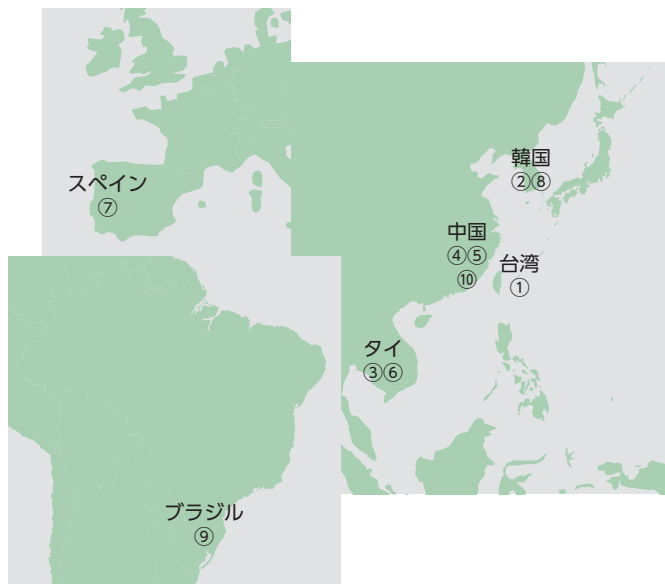 スペイン
⑦
韓国
②⑧
中国
④⑤
⑩
台湾
①
タイ
③⑥
ブラジル
⑨